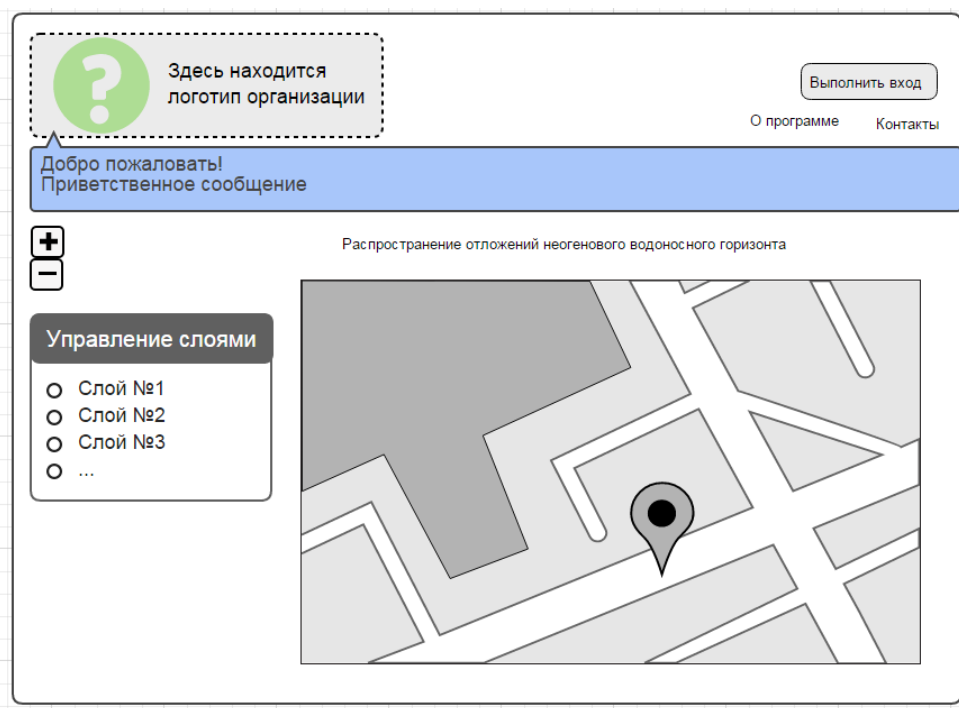 Здесь находится
логотип организации
Выполнить вход
О программе
Контакты
Добро пожаловать!
Приветственное сообщение
Распространение отложений неогенового водоносного горизонта
Управление слоями
Слой №1
Слой №2
Слой №3
...